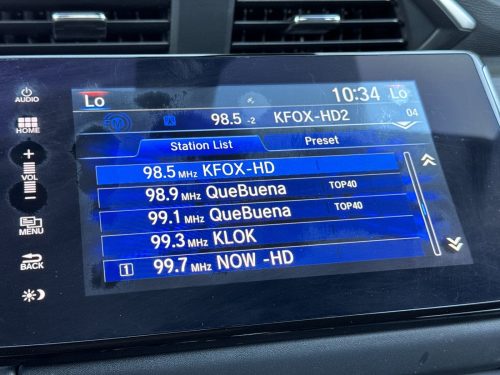 AUDIO
HOME
+
VOL
-
MENU
BACK
Lo
10:34
Lo
98.5 -2 KFOX-HD2
04
Station List
Preset
98.5 MHz KFOX-HD
98.9 MHz QueBuena TOP40
99.1 MHz QueBuena TOP40
99.3 MHz KLOK
1 99.7 MHz NOW -HD